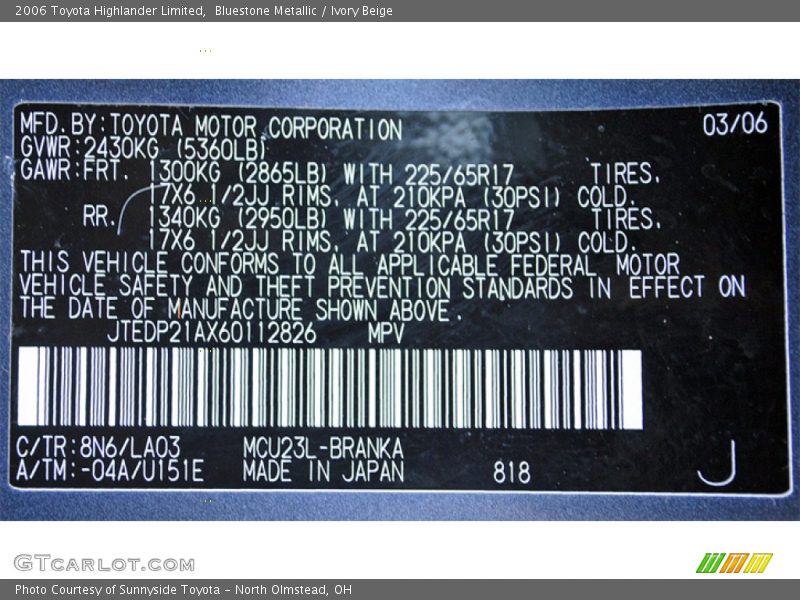 2006 Toyota Highlander Limited,  Bluestone Metallic / Ivory Beige
MFD.BY:TOYOTA MOTOR CORPORATION 03/06
GVWR:2430KG (5360LB)
GAWR:FRT. 1300KG (2865LB) WITH 225/65R17 TIRES.
17X6 1/2JJ RIMS. AT 210KPA (30PSI) COLD.
RR. 1340KG (2950LB) WITH 225/65R17 TIRES.
17X6 1/2JJ RIMS. AT 210KPA (30PSI) COLD.
THIS VEHICLE CONFORMS TO ALL APPLICABLE FEDERAL MOTOR
VEHICLE SAFETY AND THEFT PREVENTION STANDARDS IN EFFECT ON
THE DATE OF MANUFACTURE SHOWN ABOVE.
JTEDP21AX60112826 MPV
C/TR:8N6/LA03 MCU23L-BRANKA
A/TM:-04A/U151E MADE IN JAPAN 818 J
GTCARLOT.COM
Photo Courtesy of Sunnyside Toyota - North Olmstead, OH